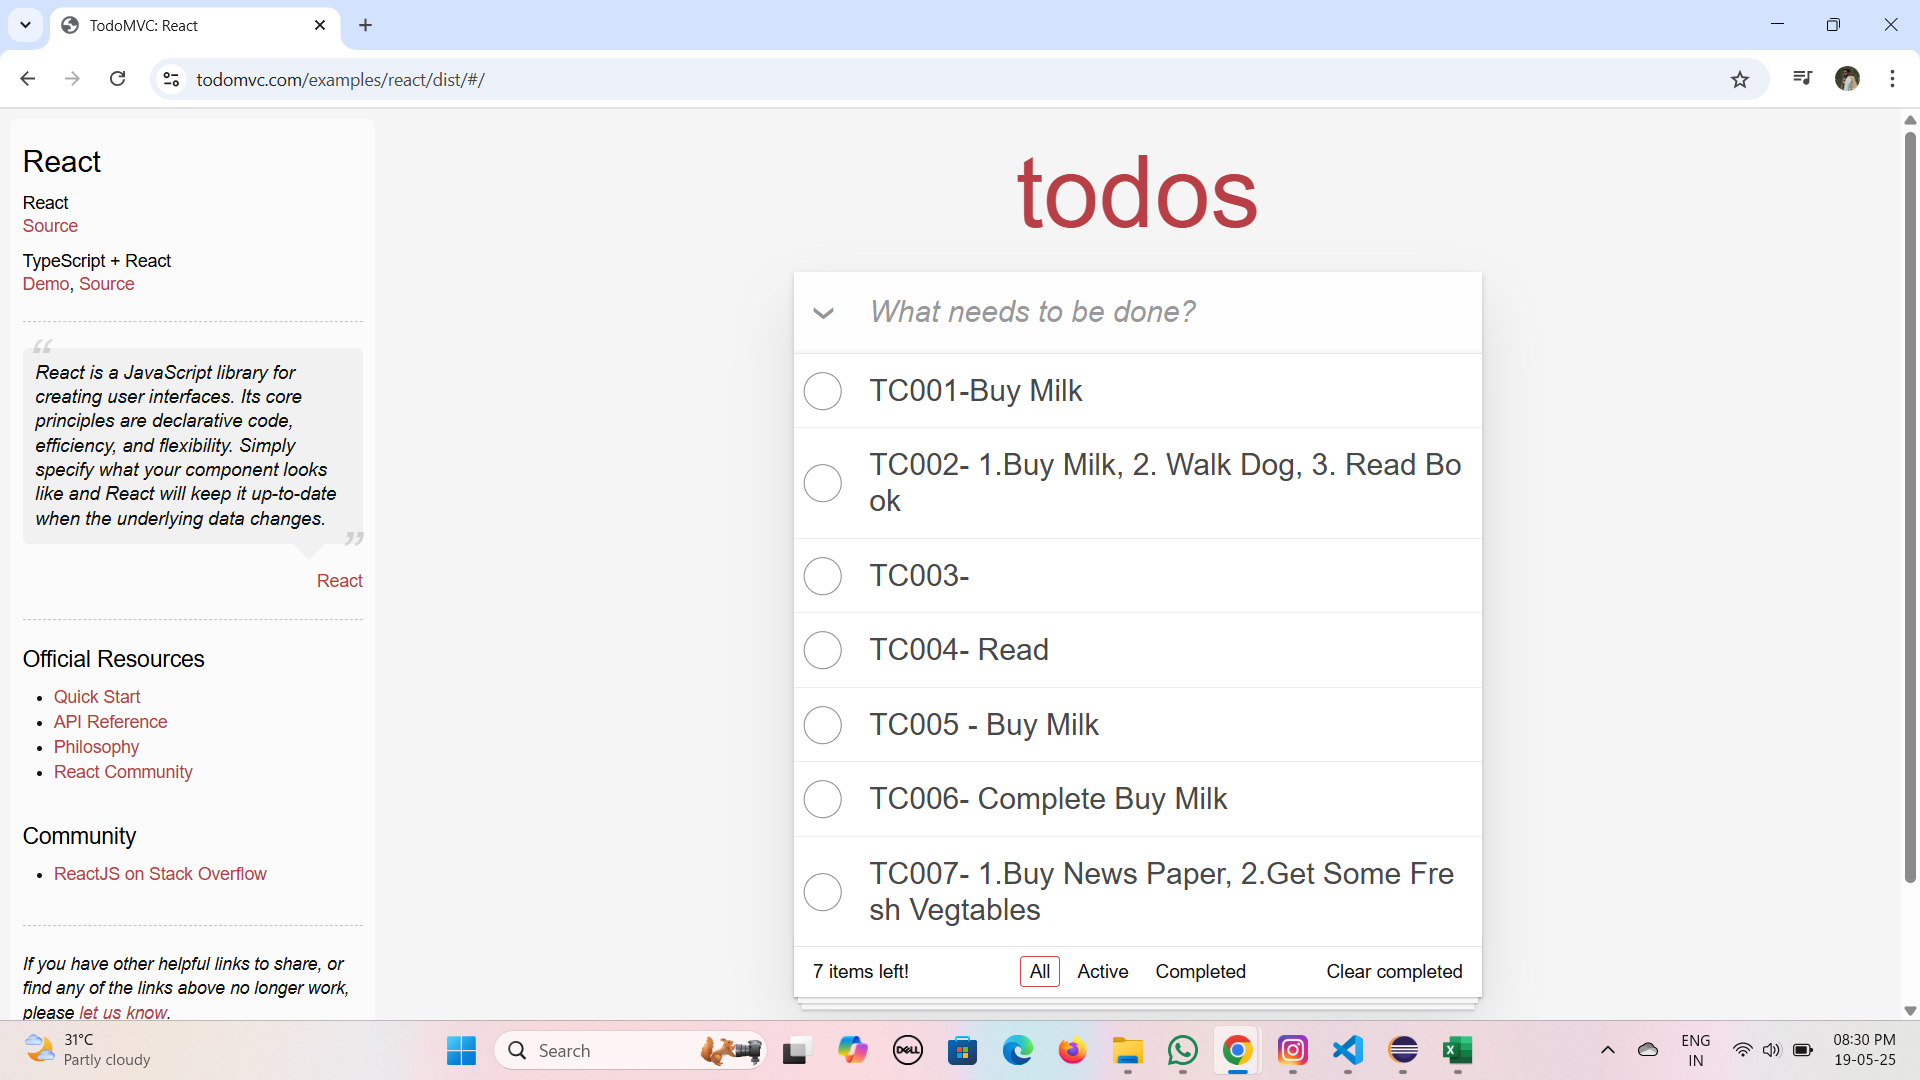 TodoMVC: React
todomvc.com/examples/react/dist/#/
React
React
Source
TypeScript + React
Demo, Source
“
React is a JavaScript library for
creating user interfaces. Its core
principles are declarative code,
efficiency, and flexibility. Simply
specify what your component looks
like and React will keep it up-to-date
when the underlying data changes.
”
React
Official Resources
• Quick Start
• API Reference
• Philosophy
• React Community
Community
• ReactJS on Stack Overflow
If you have other helpful links to share, or
find any of the links above no longer work,
please let us know.
todos
What needs to be done?
TC001-Buy Milk
TC002- 1.Buy Milk, 2. Walk Dog, 3. Read Bo
ok
TC003-
TC004- Read
TC005 - Buy Milk
TC006- Complete Buy Milk
TC007- 1.Buy News Paper, 2.Get Some Fre
sh Vegtables
7 items left!
All Active Completed
Clear completed
31°C
Partly cloudy
Search
DELL
ENG
IN
08:30 PM
19-05-25